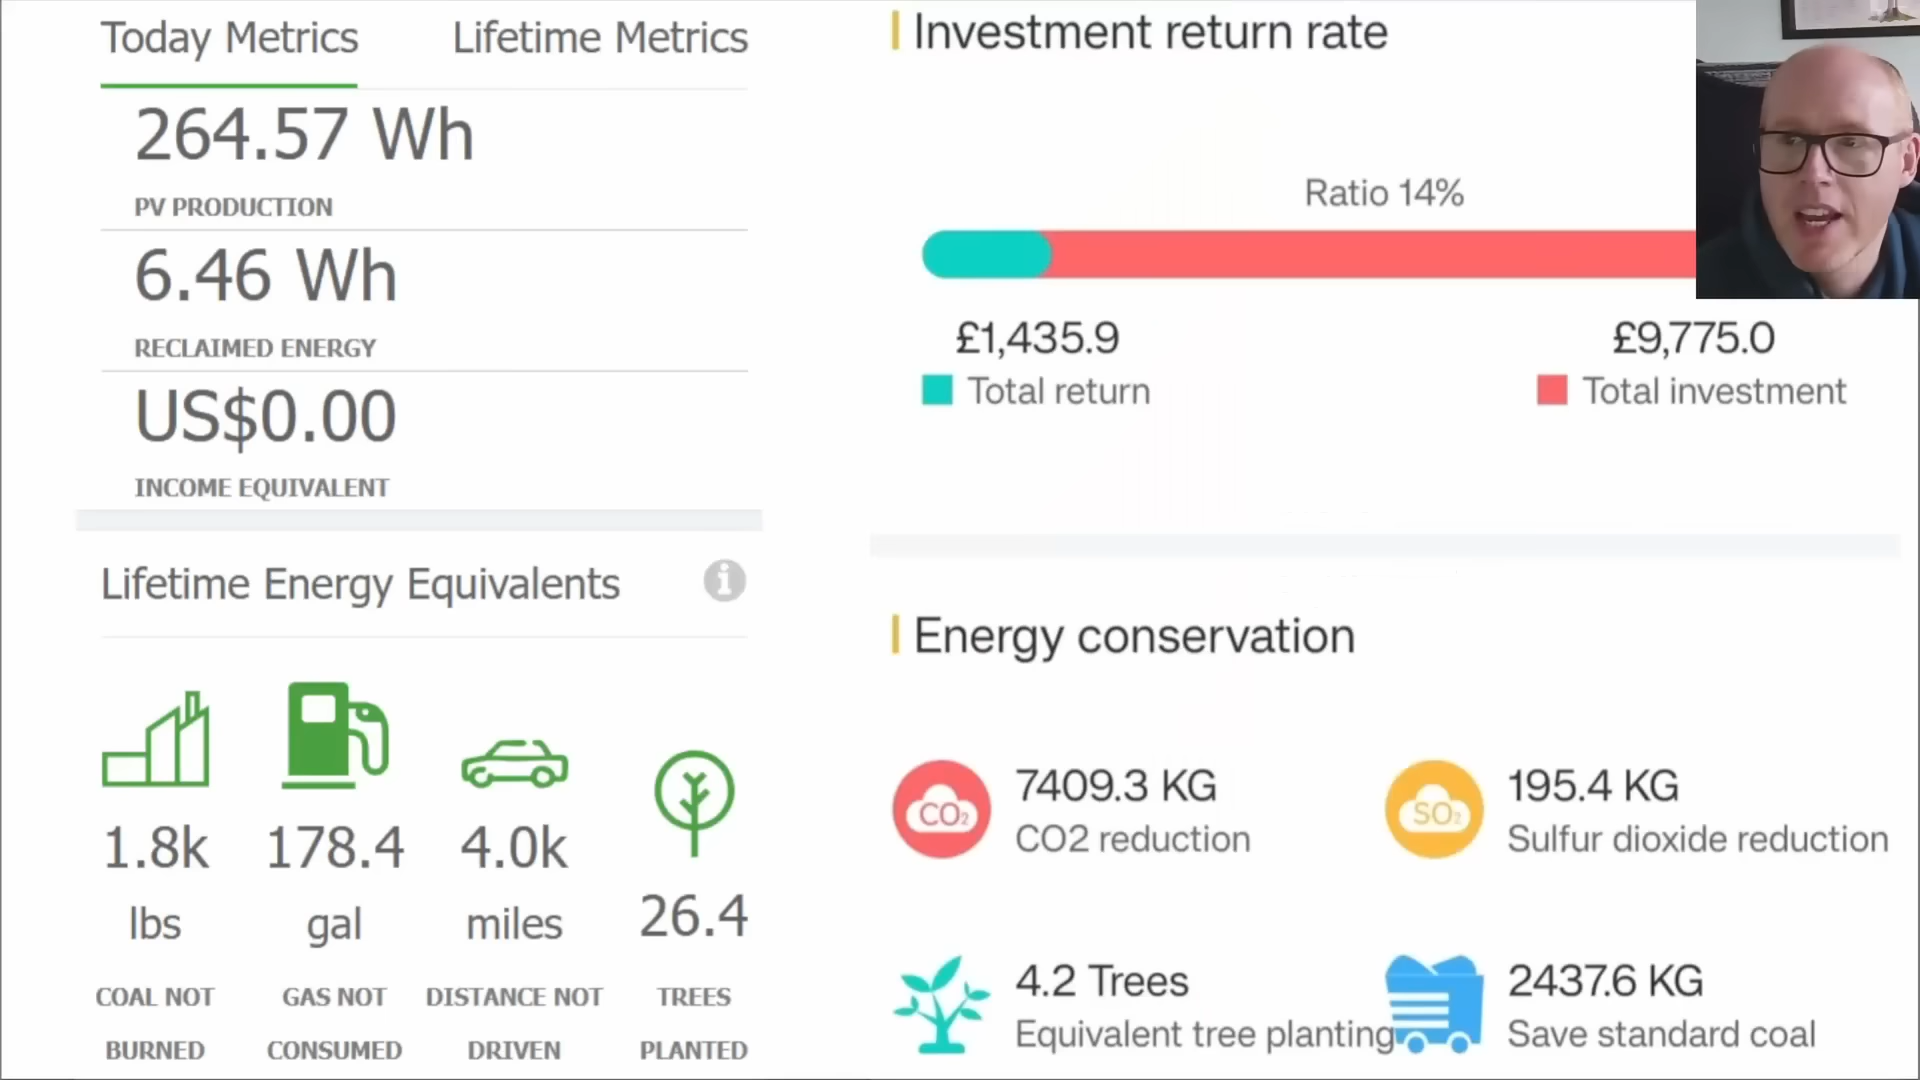 Today Metrics
Lifetime Metrics
264.57 Wh
PV PRODUCTION
6.46 Wh
RECLAIMED ENERGY
US$0.00
INCOME EQUIVALENT
Lifetime Energy Equivalents
1.8k
lbs
COAL NOT
BURNED
178.4
gal
GAS NOT
CONSUMED
4.0k
miles
DISTANCE NOT
DRIVEN
26.4
TREES
PLANTED
Investment return rate
Ratio 14%
£1,435.9
Total return
£9,775.0
Total investment
Energy conservation
CO2
7409.3 KG
CO2 reduction
SO2
195.4 KG
Sulfur dioxide reduction
4.2 Trees
Equivalent tree planting
2437.6 KG
Save standard coal